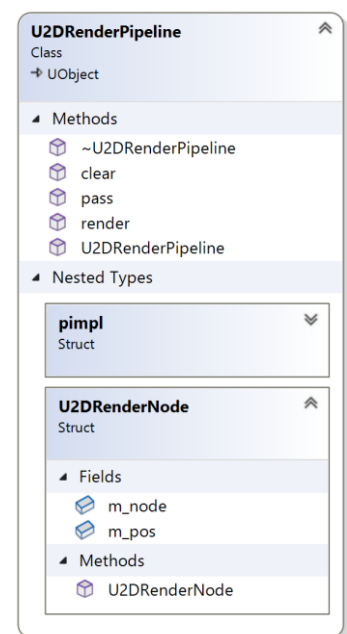 U2DRenderPipeline
Class
UObject
Methods
~U2DRenderPipeline
clear
pass
render
U2DRenderPipeline
Nested Types
pimpl
Struct
U2DRenderNode
Struct
Fields
m_node
m_pos
Methods
U2DRenderNode